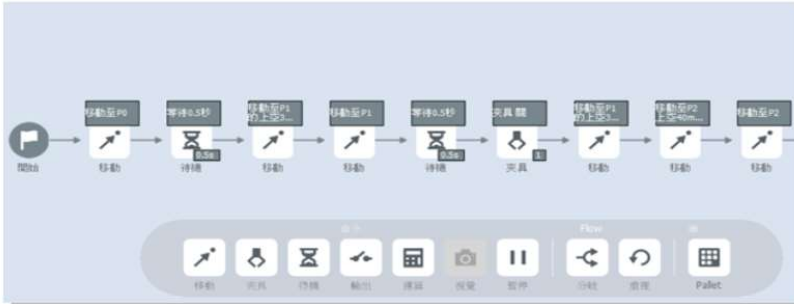 移動至P0
等待0.5秒
移動至P1
的上空3...
移動至P1
等待0.5秒
夾具 關
移動至P1
的上空3...
移動至P2
上空40m...
移動至P2
0.5s
0.5s
1
開始
移動
待機
移動
移動
待機
夾具
移動
移動
移動
Flow
移動
夾具
待機
輸出
運算
視覺
暫停
分歧
循環
Pallet